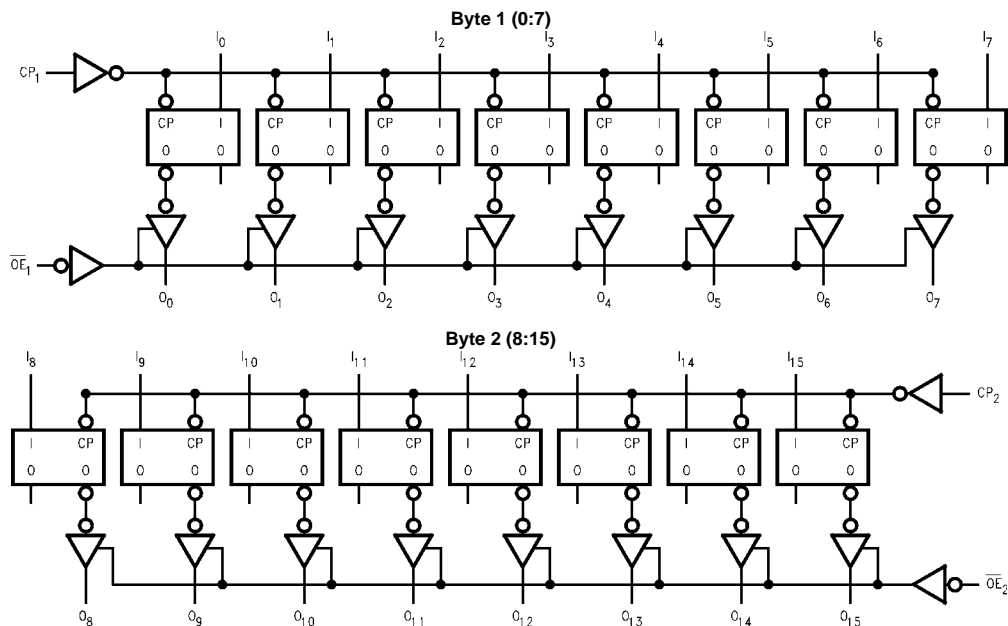 Byte 1 (0:7)
I0 I1 I2 I3 I4 I5 I6 I7
CP1
CP I CP I CP I CP I CP I CP I CP I CP I
O O O O O O O O O O O O O O O O
OE1
O0 O1 O2 O3 O4 O5 O6 O7
Byte 2 (8:15)
I8 I9 I10 I11 I12 I13 I14 I15
CP2
I CP I CP I CP I CP I CP I CP I CP I CP
O O O O O O O O O O O O O O O O
OE2
O8 O9 O10 O11 O12 O13 O14 O15